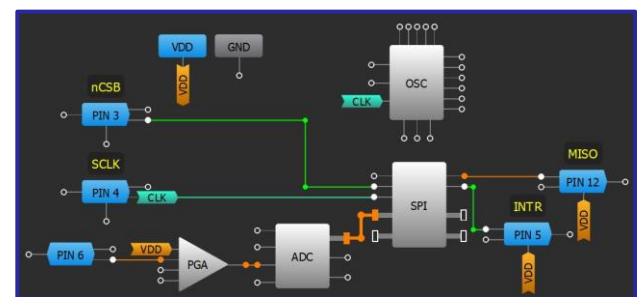 VDD
GND
VDD
nCSB
PIN 3
OSC
CLK
SCLK
PIN 4
CLK
SPI
MISO
PIN 12
VDD
INTR
PIN 5
VDD
PIN 6
VDD
PGA
ADC